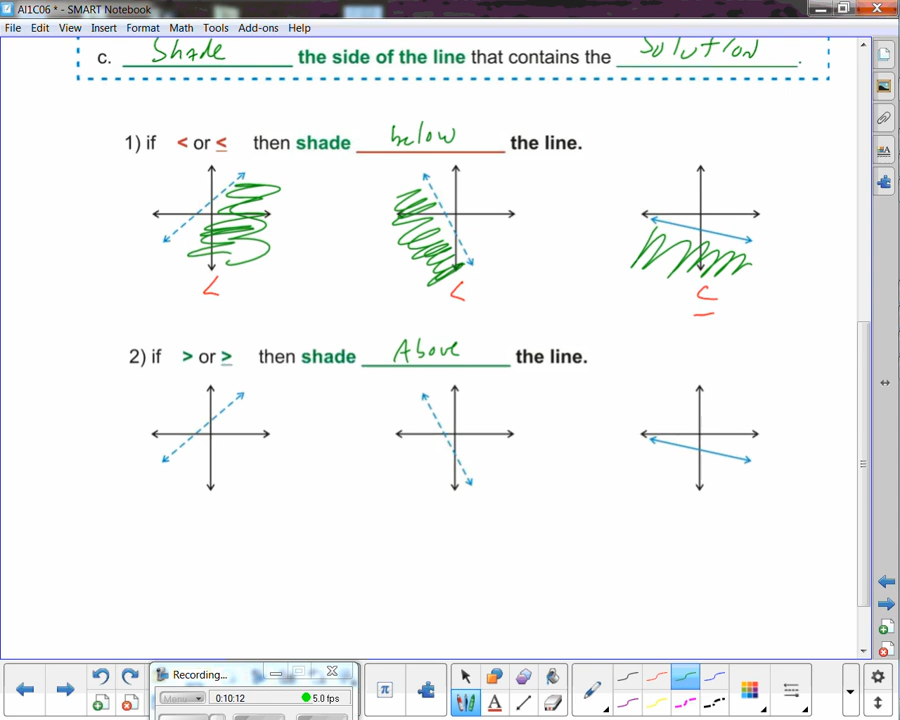 AI1C06 * - SMART Notebook
File Edit View Insert Format Math Tools Add-ons Help
c. Shade the side of the line that contains the Solution.
1) if < or ≤ then shade below the line.
< < ≤
2) if > or ≥ then shade Above the line.
Recording...
Menu 0:10:12 5.0 fps
π A